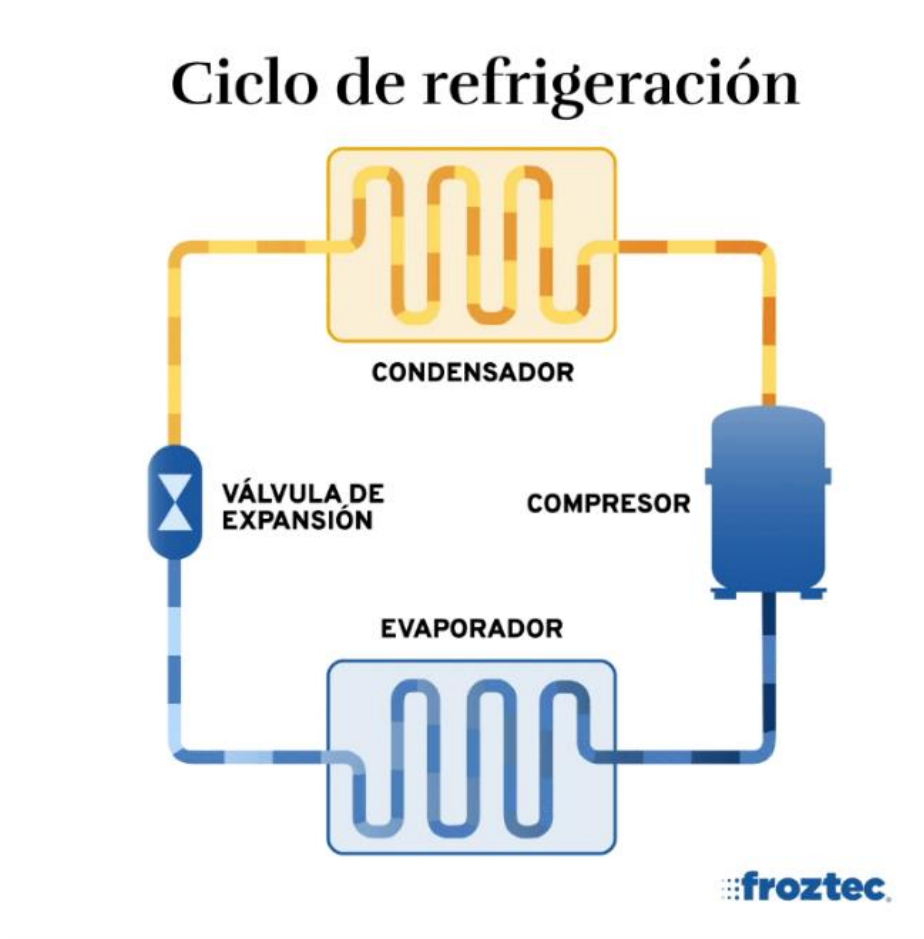 Ciclo de refrigeración
CONDENSADOR
VÁLVULA DE
EXPANSIÓN
COMPRESOR
EVAPORADOR
froztec